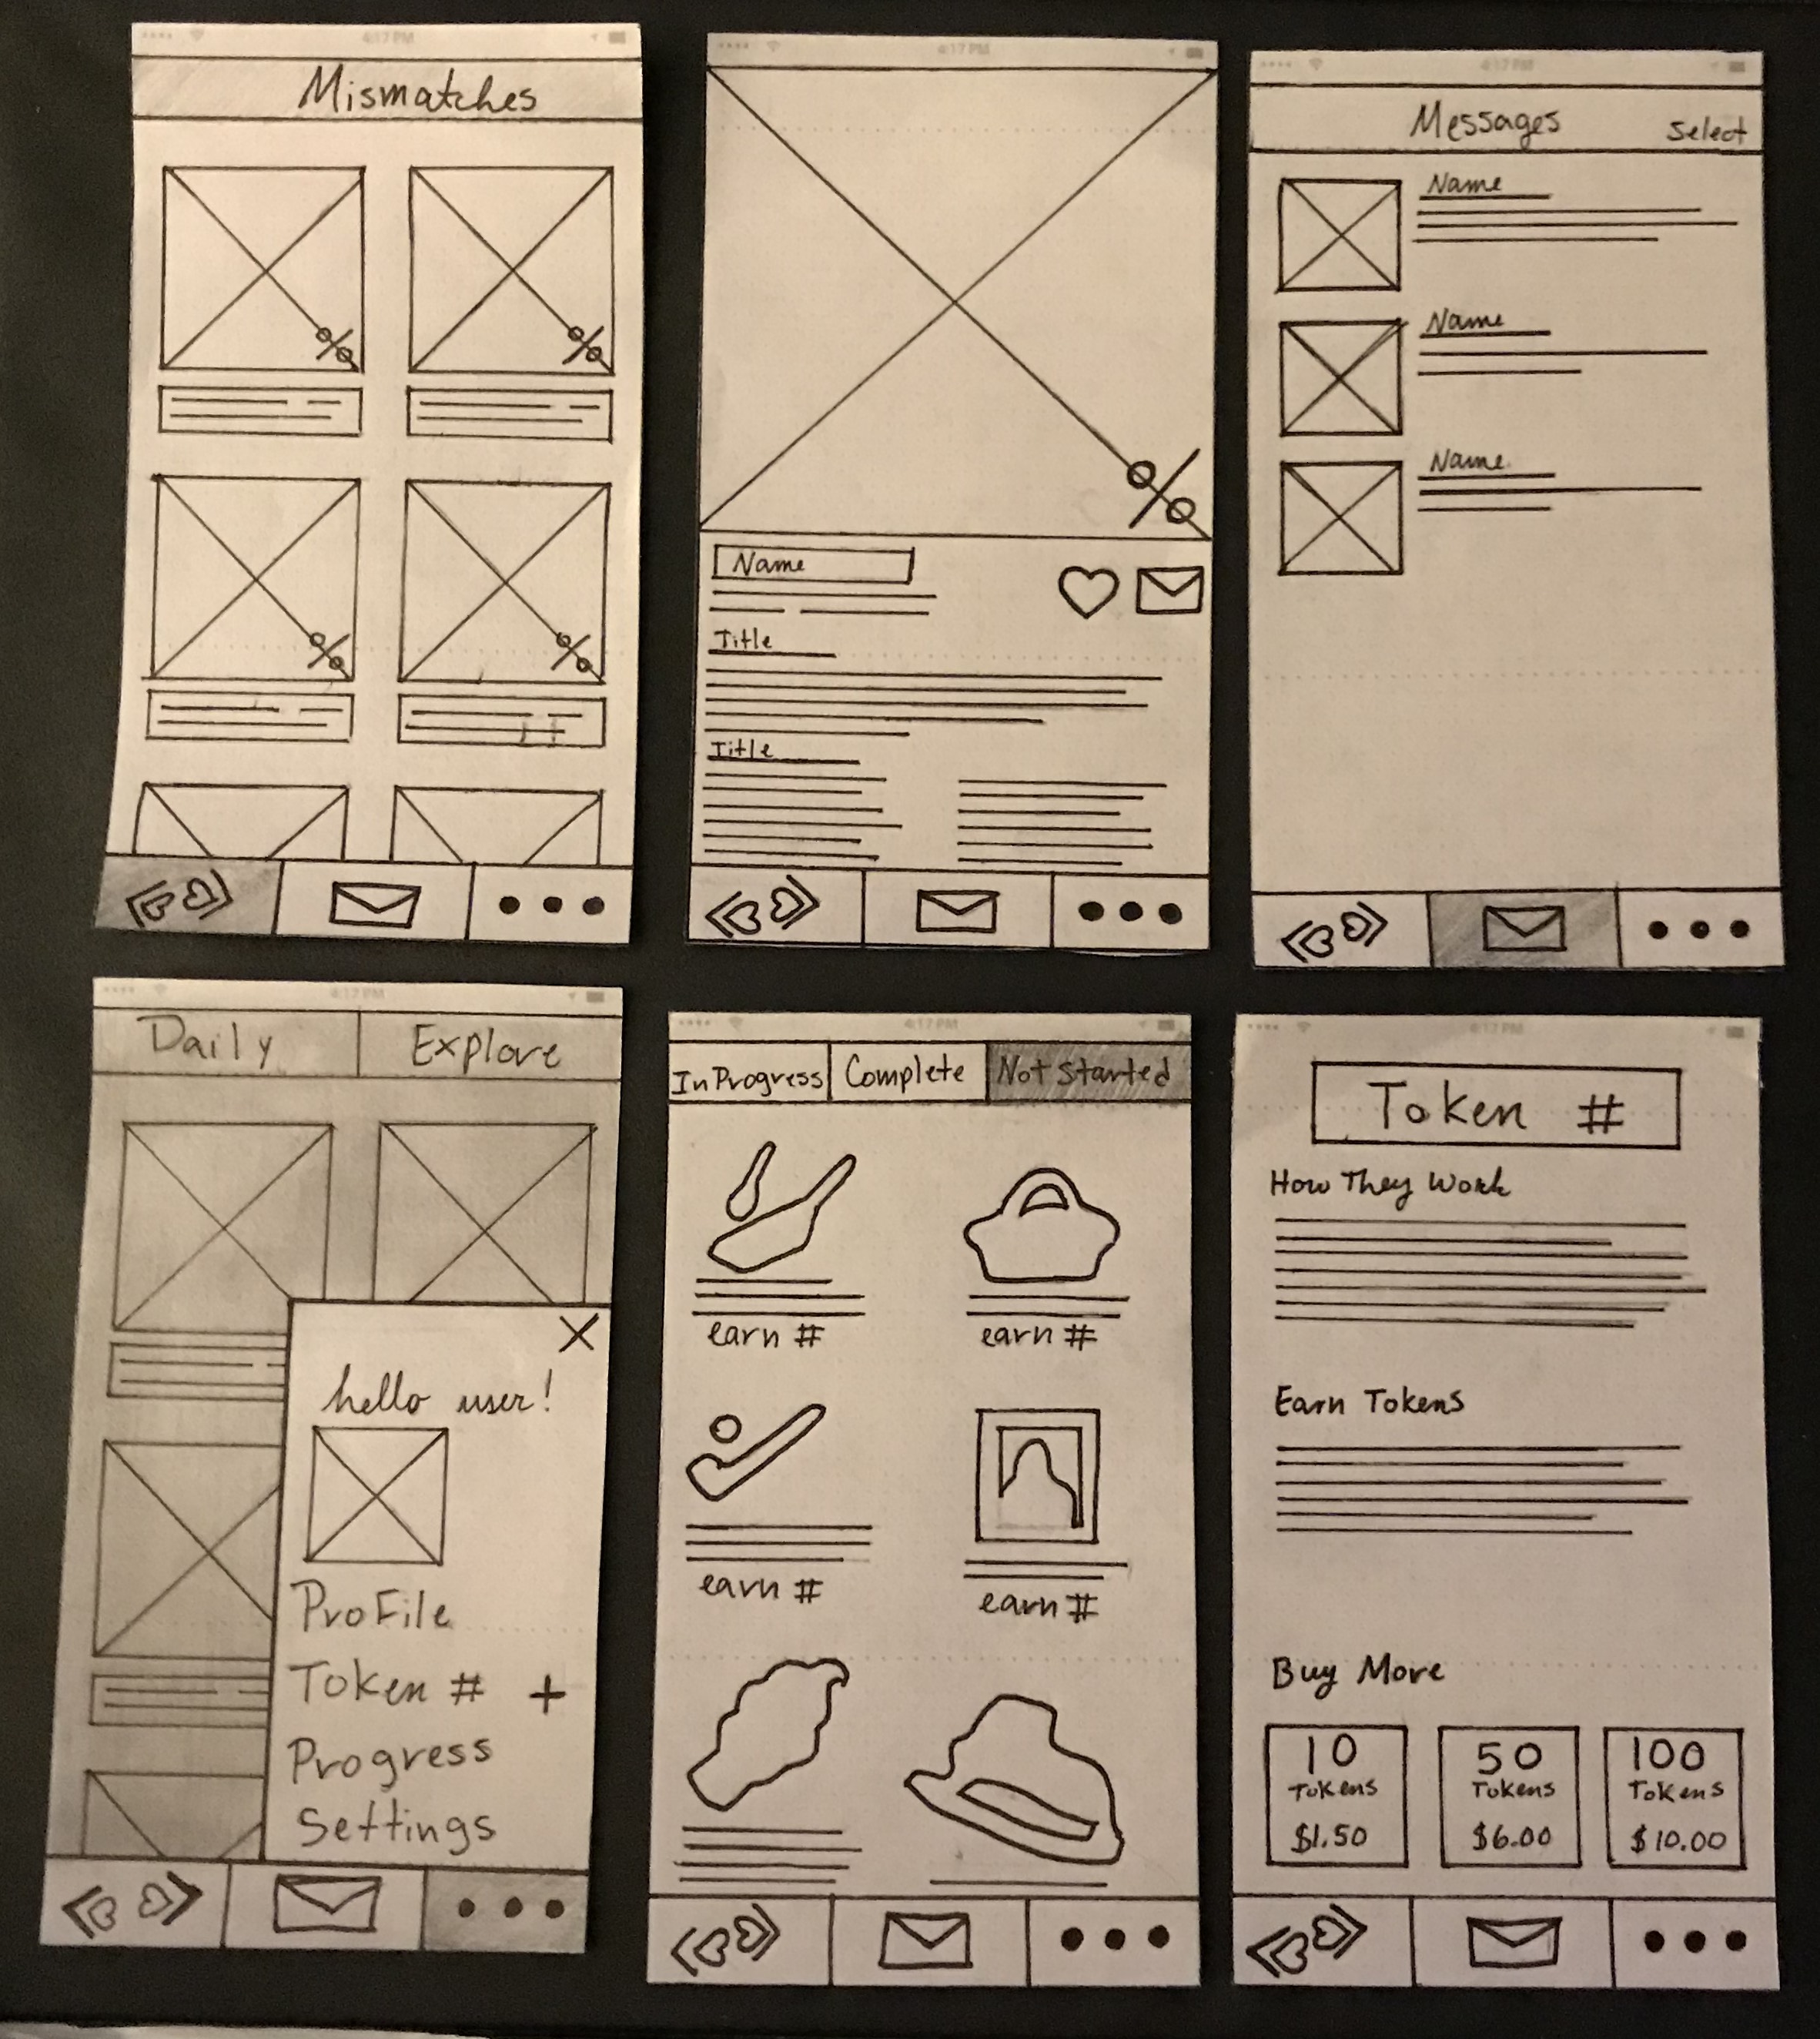 4:17 PM
Mismatches
%
%
%
%
4:17 PM
%
Name
Title
Title
4:17 PM
Messages
Select
Name
Name
Name
4:17 PM
Daily
Explore
X
hello user!
Profile
Token # +
Progress
Settings
4:17 PM
In Progress
Complete
Not Started
earn #
earn #
earn #
earn #
4:17 PM
Token #
How They Work
Earn Tokens
Buy More
10
Tokens
$1.50
50
Tokens
$6.00
100
Tokens
$10.00